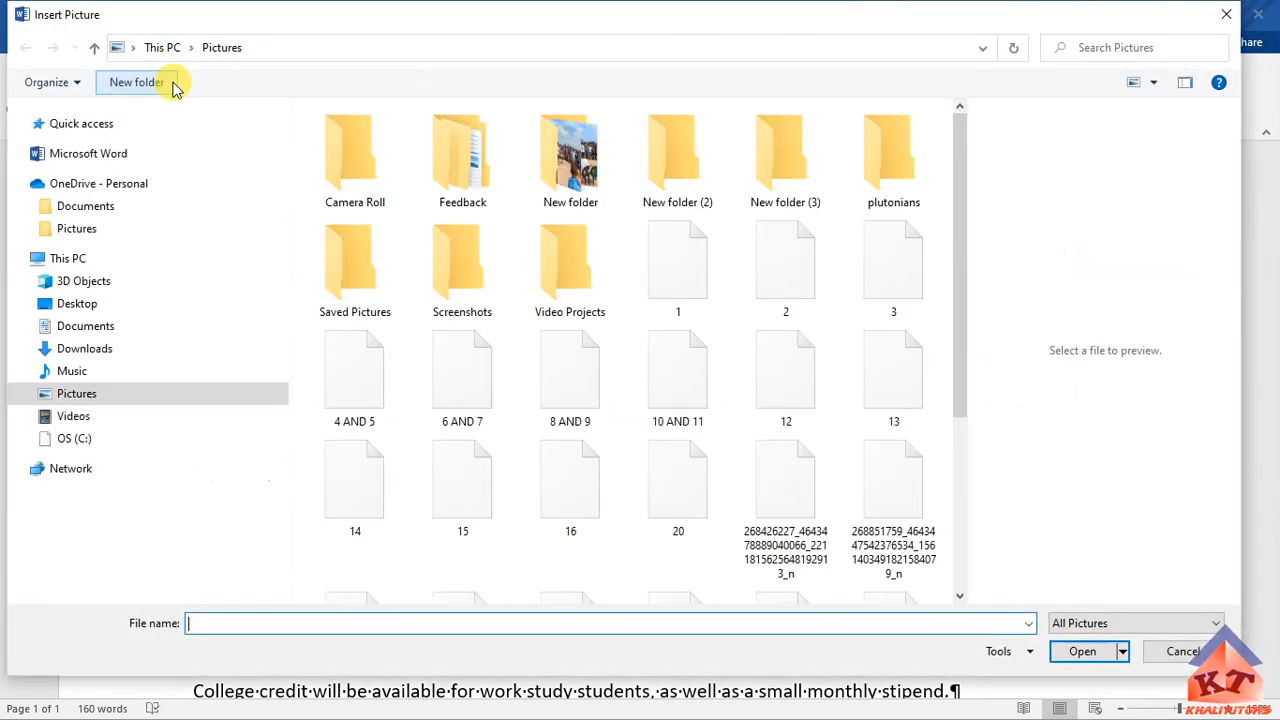 Insert Picture
This PC > Pictures
Search Pictures
Organize
New folder
Quick access
Microsoft Word
OneDrive - Personal
Documents
Pictures
This PC
3D Objects
Desktop
Documents
Downloads
Music
Pictures
Videos
OS (C:)
Network
Camera Roll
Feedback
New folder
New folder (2)
New folder (3)
plutonians
Saved Pictures
Screenshots
Video Projects
1
2
3
4 AND 5
6 AND 7
8 AND 9
10 AND 11
12
13
14
15
16
20
268426227_46434
78889040066_221
181562564819291
3_n
268851759_46434
47542376534_156
140349182158407
9_n
Select a file to preview.
File name:
All Pictures
Tools
Open
Cancel
College·credit·will·be·available·for·work·study·students,·as·well·as·a·small·monthly·stipend.¶
Page 1 of 1
160 words
KT
KHALITUTORS
hare